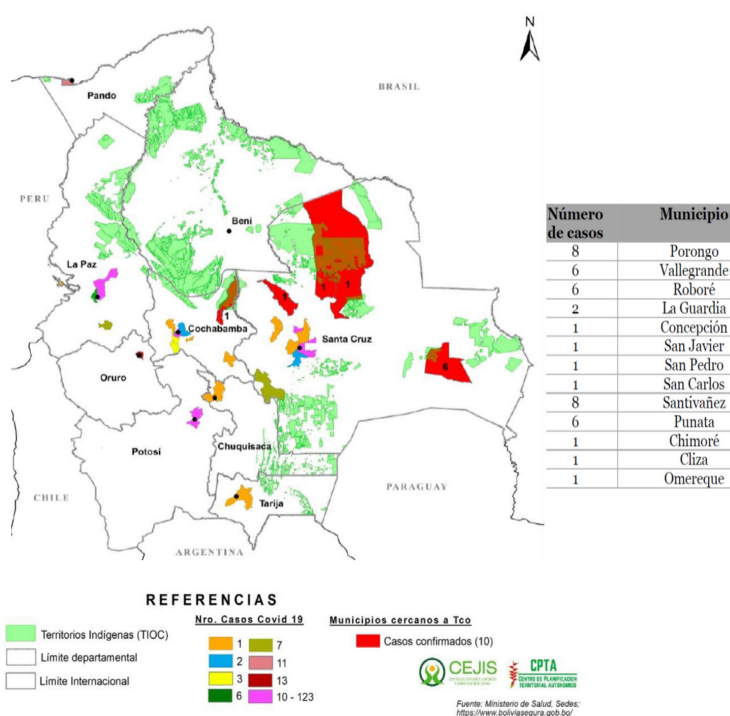 N
BRASIL
Pando
PERU
Beni
La Paz
1
1
1
1
Cochabamba
Santa Cruz
6
Oruro
Chuquisaca
Potosi
PARAGUAY
CHILE
Tarija
ARGENTINA
Número de casos Municipio
8 Porongo
6 Vallegrande
6 Roboré
2 La Guardia
1 Concepción
1 San Javier
1 San Pedro
1 San Carlos
8 Santivañez
6 Punata
1 Chimoré
1 Cliza
1 Omereque
REFERENCIAS
Nro. Casos Covid 19
Municipios cercanos a Tco
Territorios Indígenas (TIOC)
Límite departamental
Límite Internacional
1 7
2 11
3 13
6 10 - 123
Casos confirmados (10)
CEJIS
CPTA
CENTRO DE PLANIFICACIÓN
TERRITORIAL AUTONÓMICO
Fuente: Ministerio de Salud, Sedes;
https://www.boliviasegura.gob.bo/